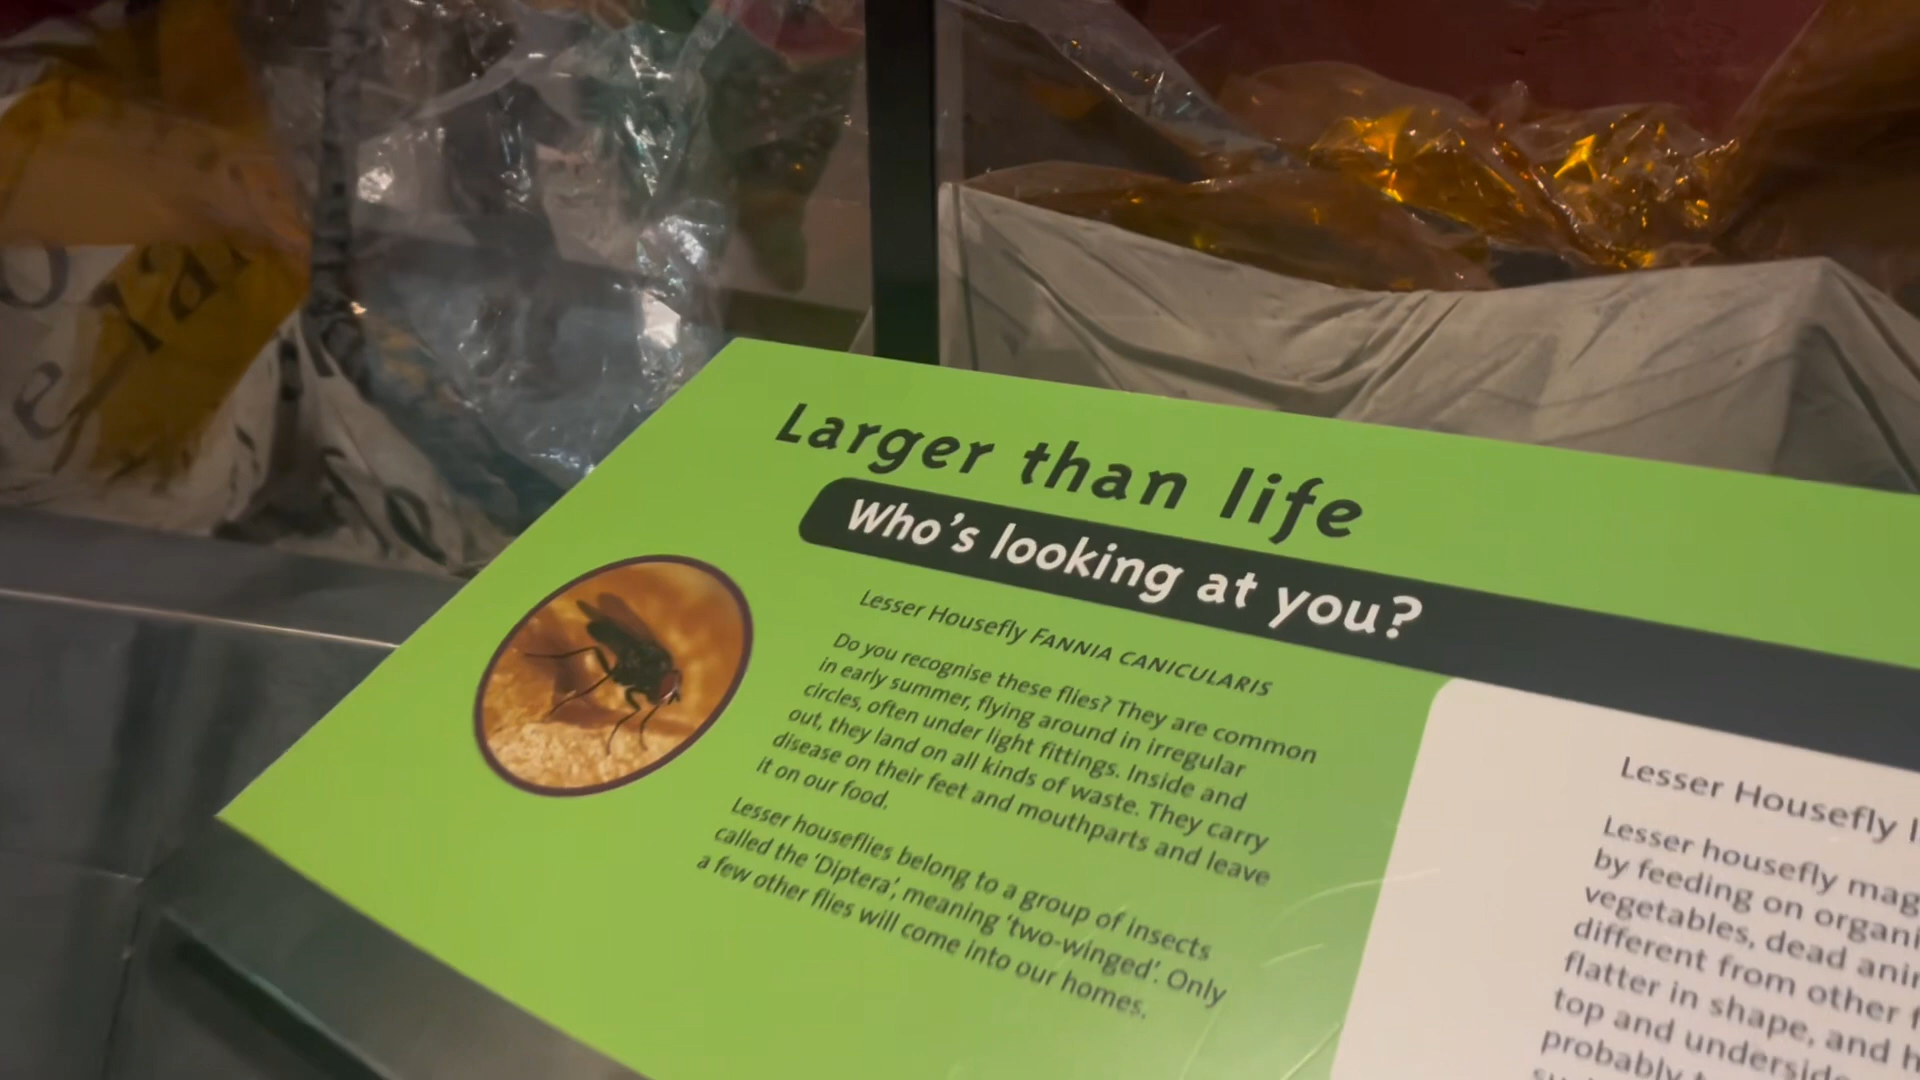 Larger than life
Who's looking at you?
Lesser Housefly FANNIA CANICULARIS
Do you recognise these flies? They are common
in early summer, flying around in irregular
circles, often under light fittings. Inside and
out, they land on all kinds of waste. They carry
disease on their feet and mouthparts and leave
it on our food.
Lesser houseflies belong to a group of insects
called the 'Diptera', meaning 'two-winged'. Only
a few other flies will come into our homes.
Lesser Housefly
Lesser housefly
by feeding on
vegetables, dead
different from other
flatter in shape, and
top and
probably